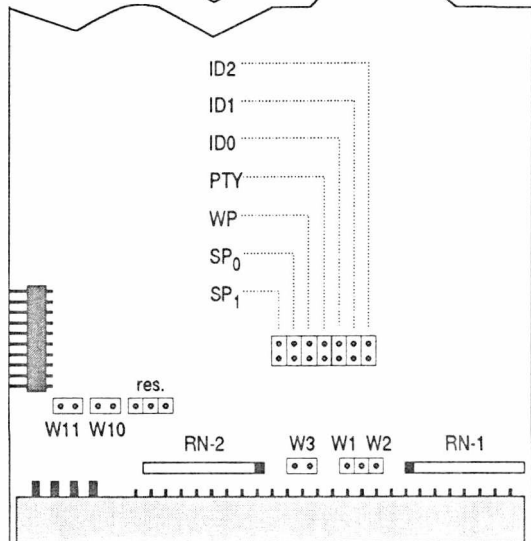 ID2
ID1
ID0
PTY
WP
SP₀
SP₁
res.
W11 W10
RN-2 W3 W1 W2 RN-1